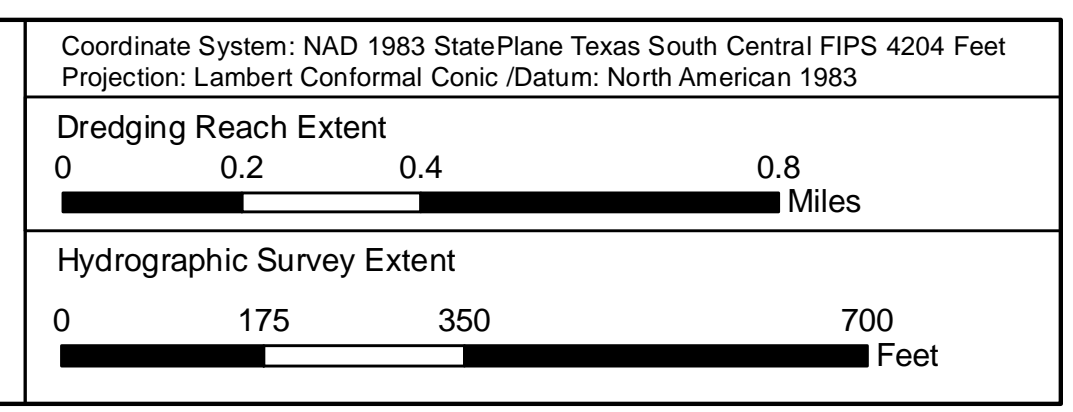 Coordinate System: NAD 1983 StatePlane Texas South Central FIPS 4204 Feet
Projection: Lambert Conformal Conic /Datum: North American 1983
Dredging Reach Extent
0 0.2 0.4 0.8
Miles
Hydrographic Survey Extent
0 175 350 700
Feet